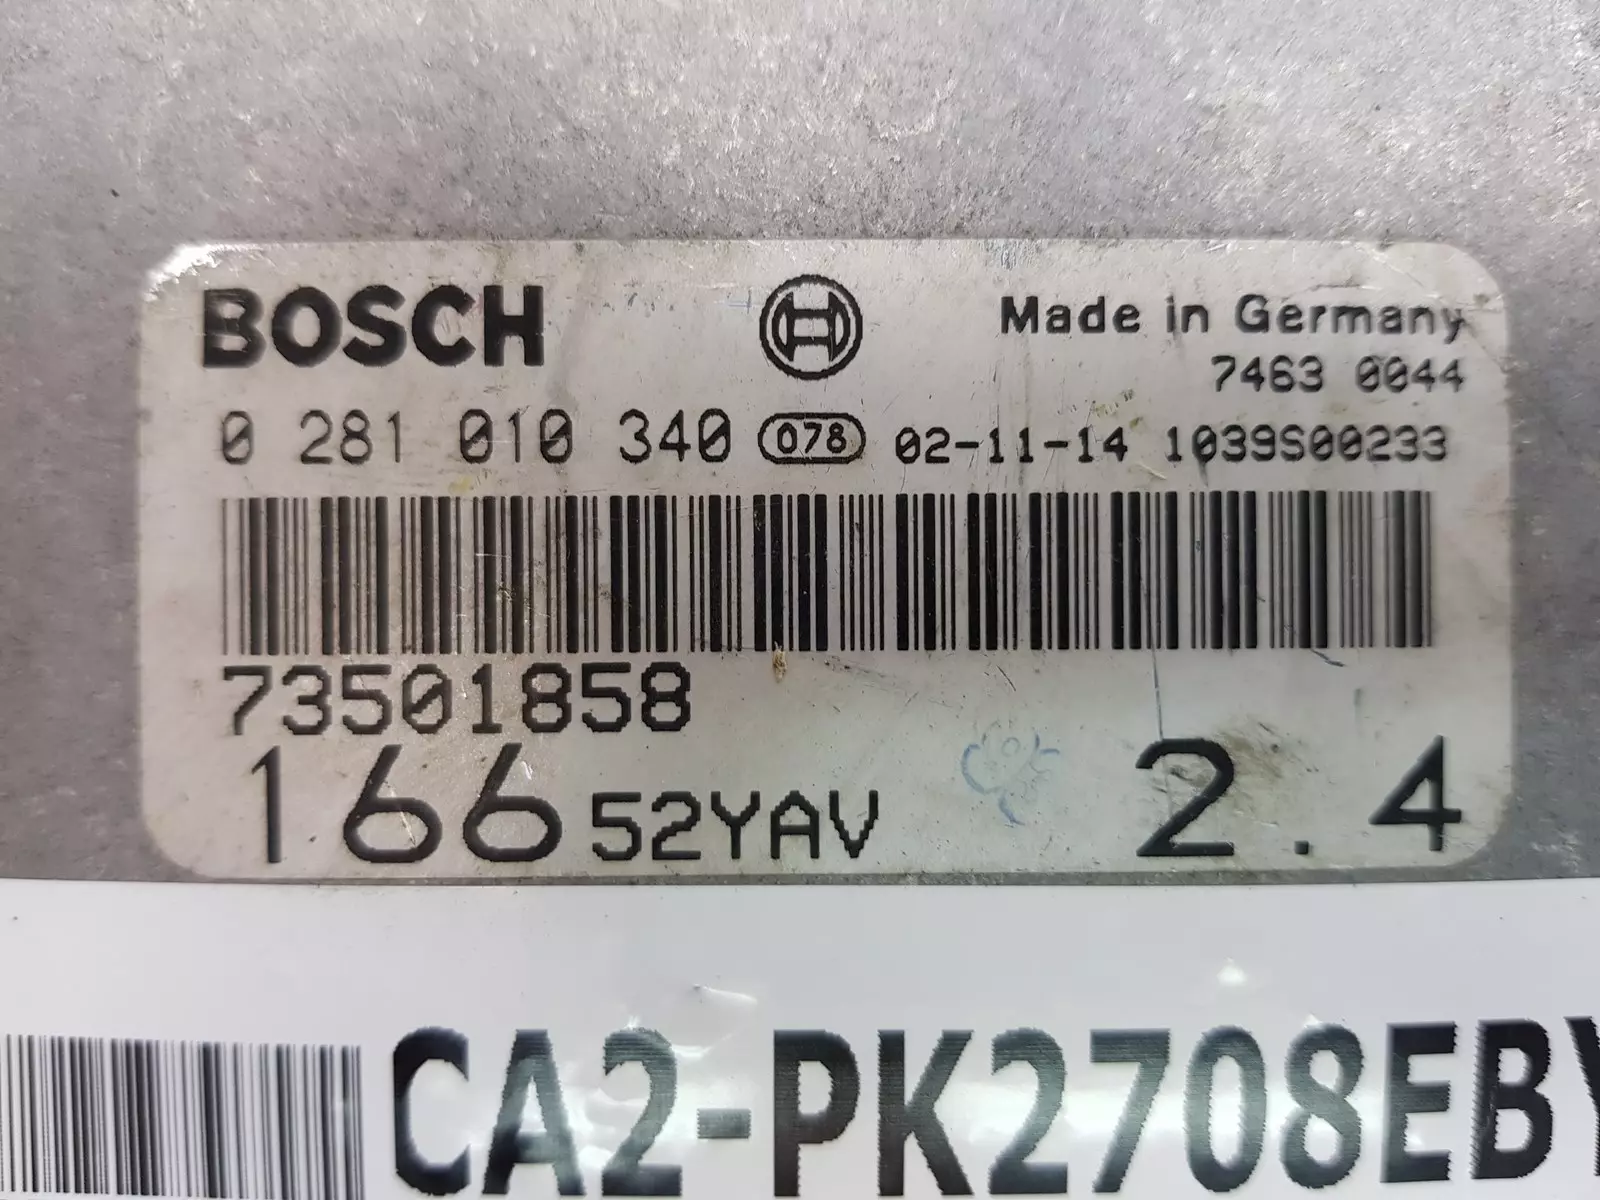 BOSCH
Made in Germany
7463 0044
0 281 010 340 078 02-11-14 1039S00233
73501858
166 52YAV 2.4
CA2-PK2708EBY